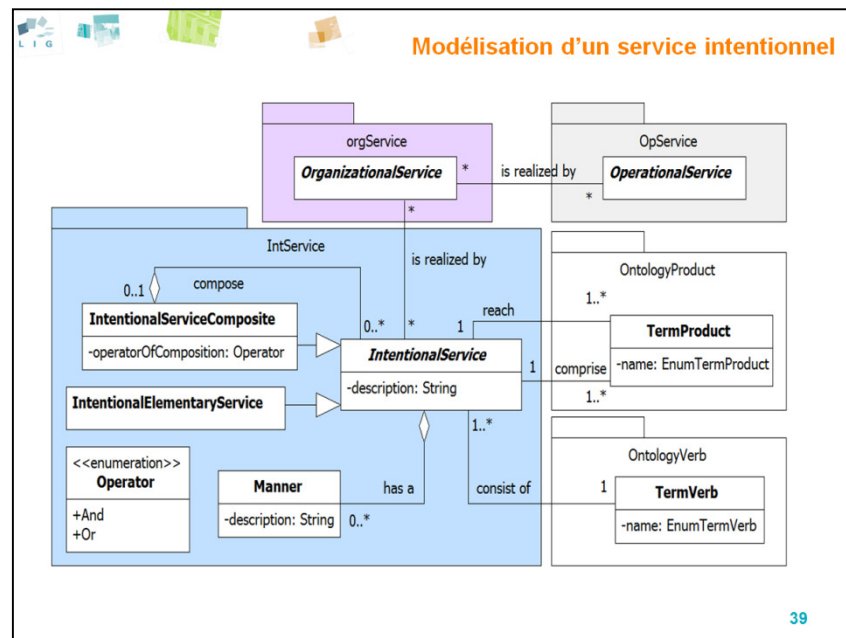 L I G
Modélisation d'un service intentionnel
orgService
OrganizationalService
*
is realized by
*
OpService
OperationalService
*
is realized by
IntService
compose
0..1
0..*
*
IntentionalServiceComposite
-operatorOfComposition: Operator
IntentionalElementaryService
IntentionalService
-description: String
1
reach
1..*
1
comprise
1..*
OntologyProduct
TermProduct
-name: EnumTermProduct
<<enumeration>>
Operator
+And
+Or
Manner
-description: String
has a
0..*
1..*
consist of
1
OntologyVerb
TermVerb
-name: EnumTermVerb
39